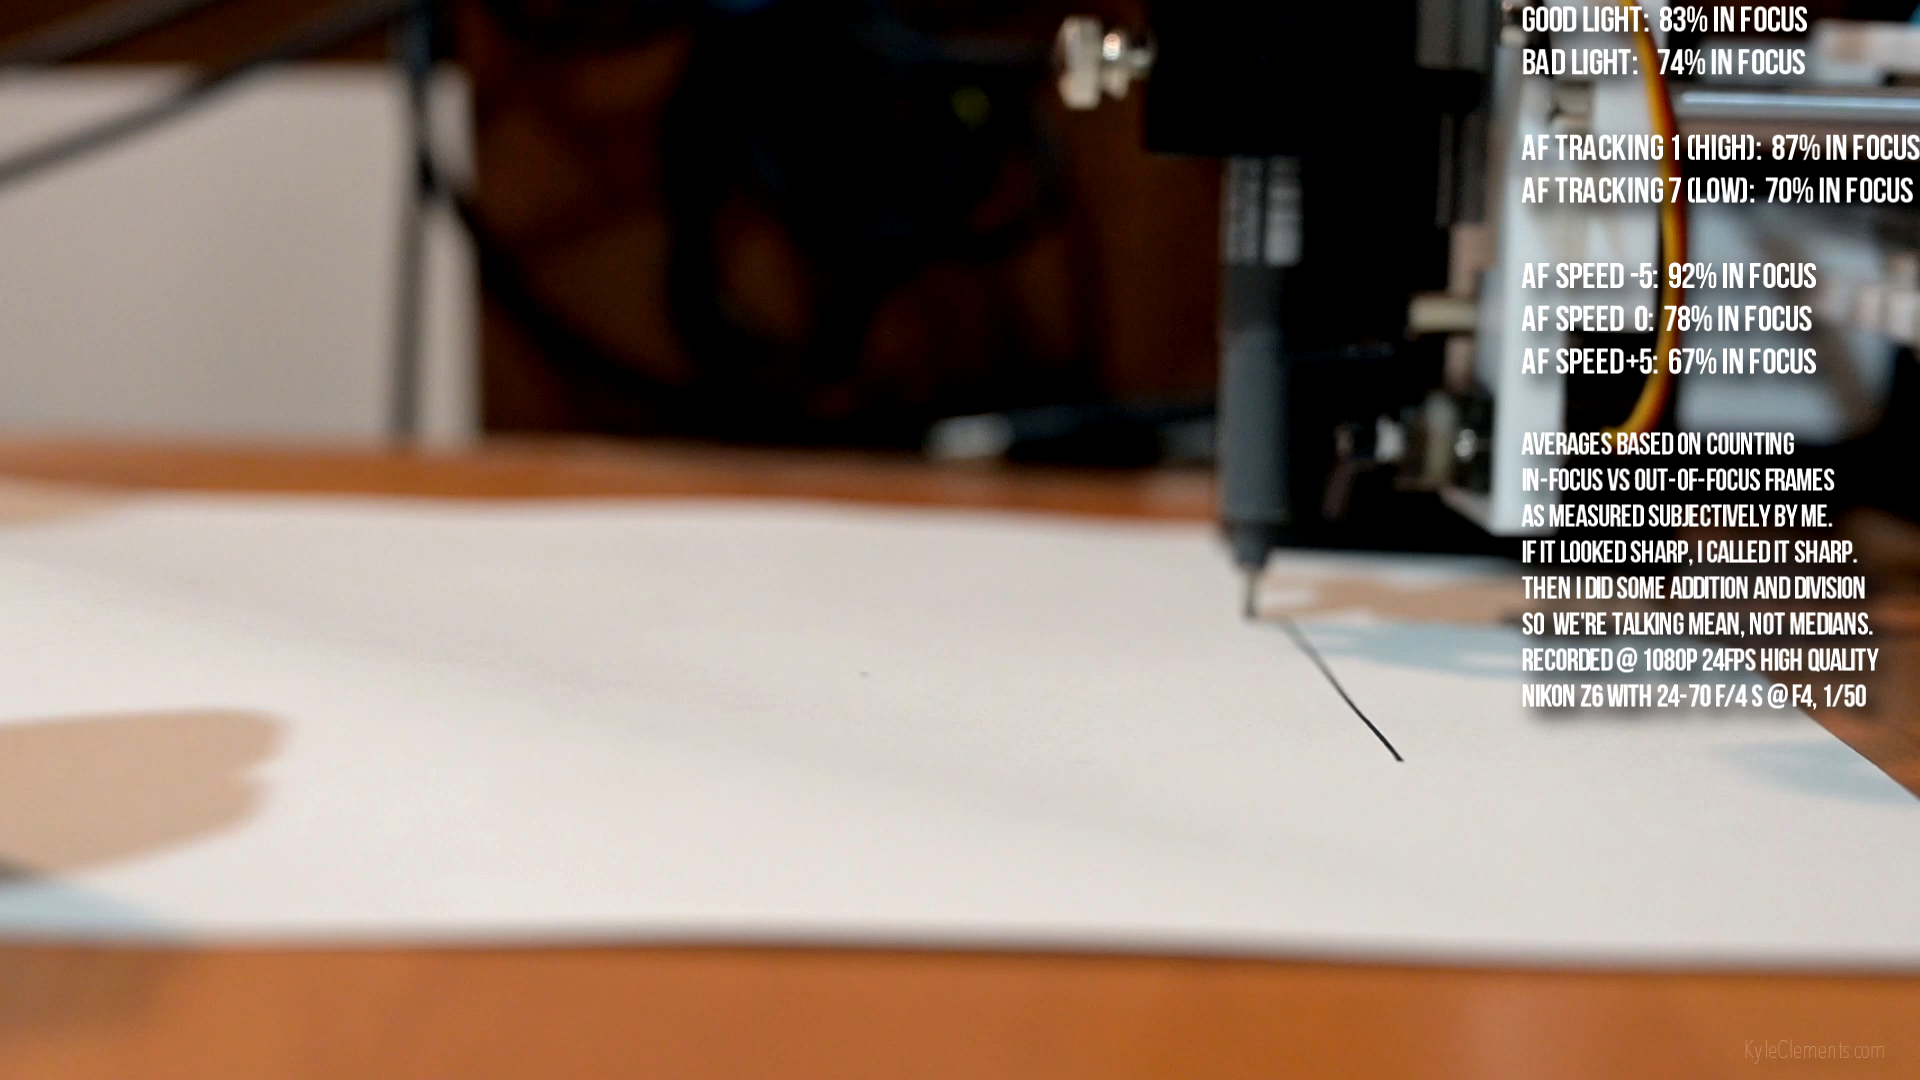 GOOD LIGHT: 83% IN FOCUS
BAD LIGHT: 74% IN FOCUS
AF TRACKING 1 (HIGH): 87% IN FOCUS
AF TRACKING 7 (LOW): 70% IN FOCUS
AF SPEED -5: 92% IN FOCUS
AF SPEED 0: 78% IN FOCUS
AF SPEED+5: 67% IN FOCUS
AVERAGES BASED ON COUNTING
IN-FOCUS VS OUT-OF-FOCUS FRAMES
AS MEASURED SUBJECTIVELY BY ME.
IF IT LOOKED SHARP, I CALLED IT SHARP.
THEN I DID SOME ADDITION AND DIVISION
SO WE'RE TALKING MEAN, NOT MEDIANS.
RECORDED @ 1080P 24FPS HIGH QUALITY
NIKON Z6 WITH 24-70 F/4 S @ F4, 1/50
KyleClements.com